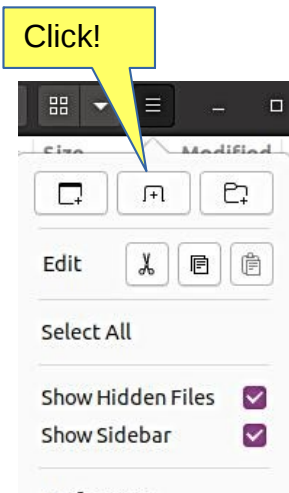 Click!
Size Modified
Edit
Select All
Show Hidden Files
Show Sidebar